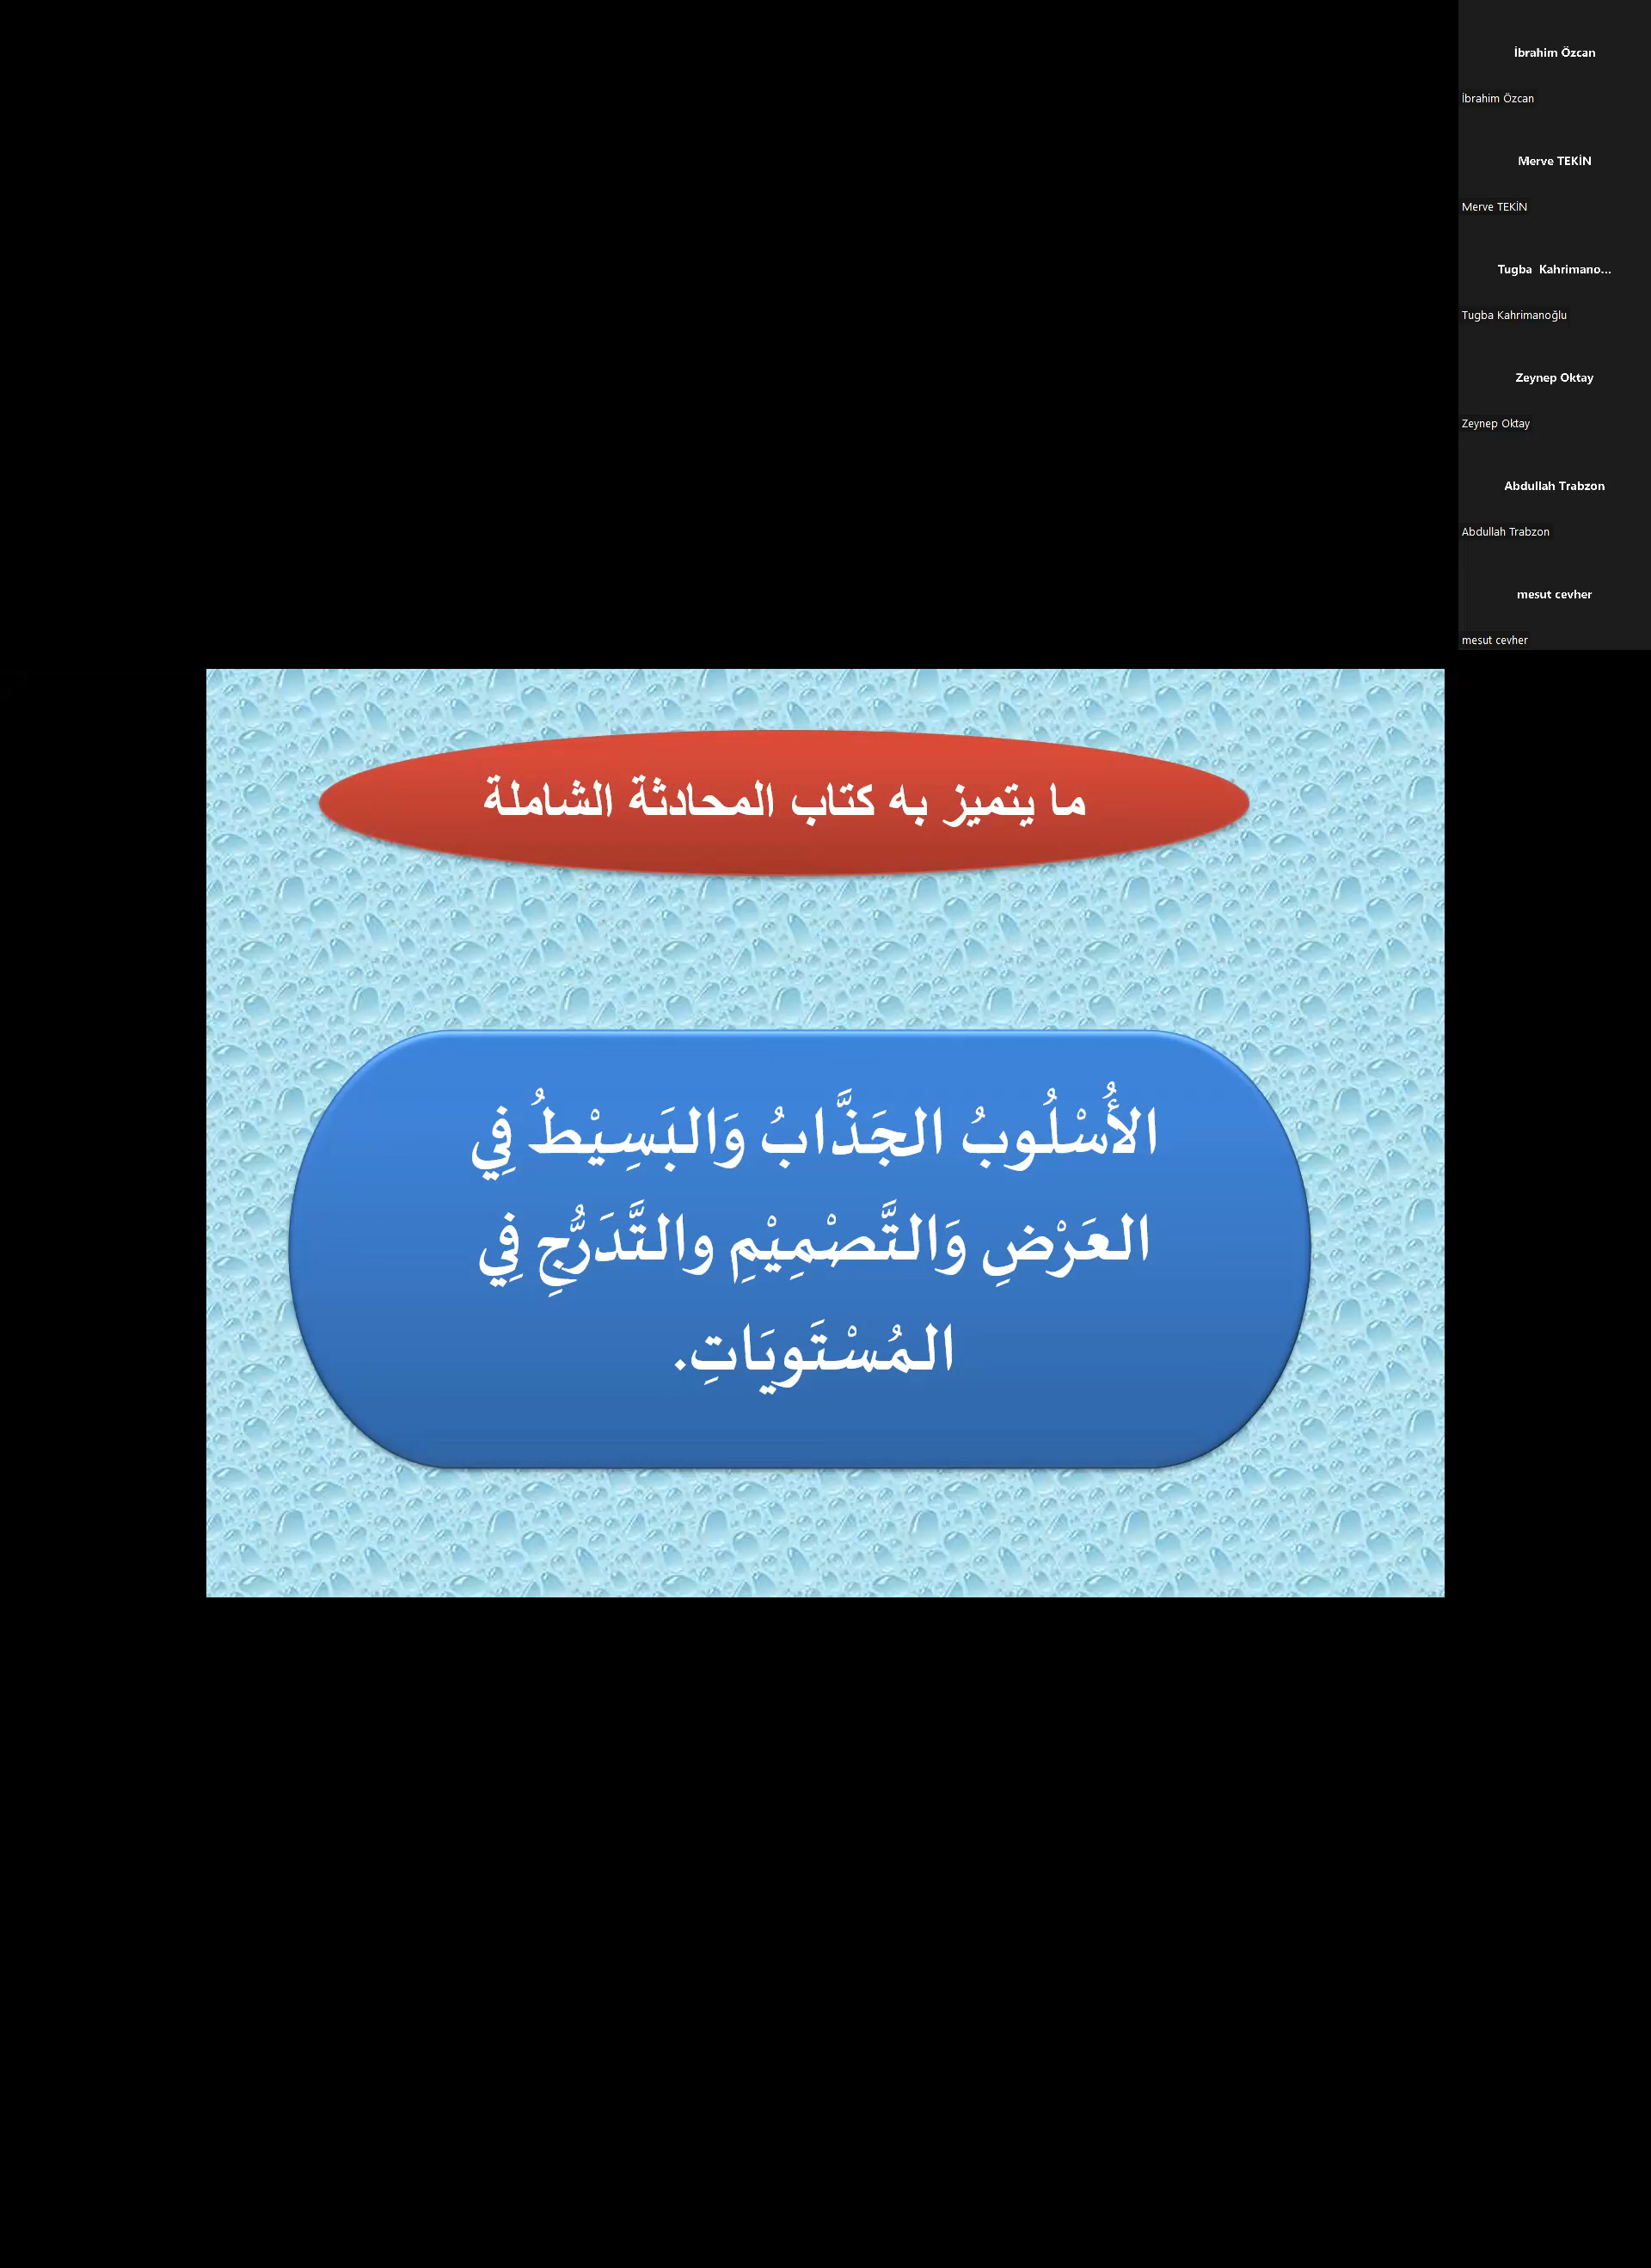 İbrahim Özcan
İbrahim Özcan
Merve TEKİN
Merve TEKİN
Tugba  Kahrimano...
Tugba Kahrimanoğlu
Zeynep Oktay
Zeynep Oktay
Abdullah Trabzon
Abdullah Trabzon
mesut cevher
mesut cevher
ما يتميز به كتاب المحادثة الشاملة
الأُسْلُوبُ الجَذَّابُ وَالبَسِيْطُ فِي
العَرْضِ وَالتَّصْمِيْمِ والتَّدَرُّجِ فِي
المُسْتَوِيَاتِ.